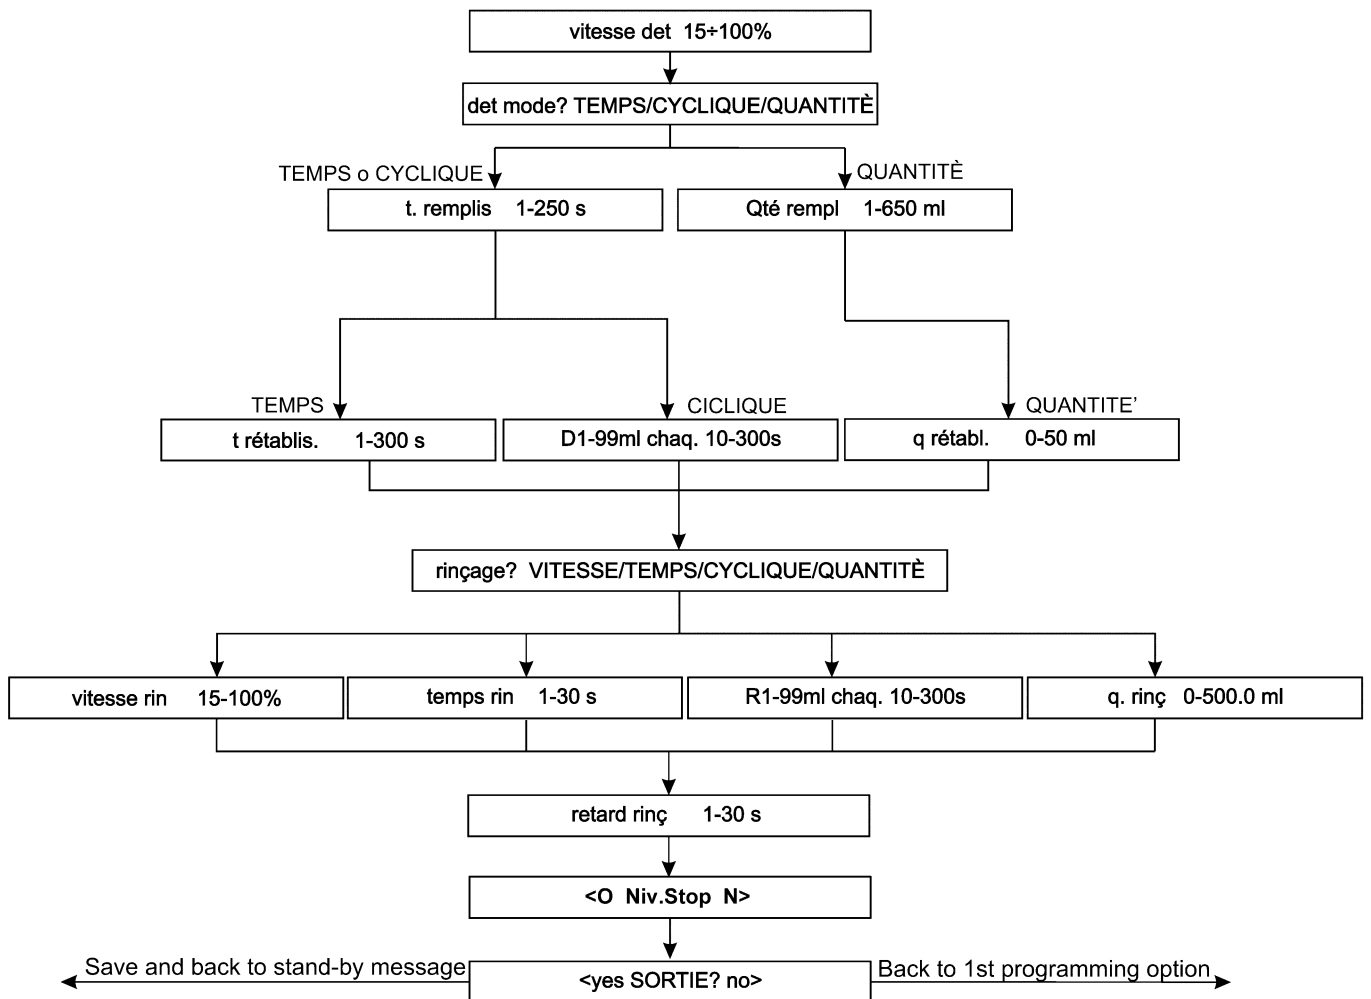 vitesse det 15÷100%
det mode? TEMPS/CYCLIQUE/QUANTITÈ
TEMPS o CYCLIQUE
QUANTITÈ
t. remplis 1-250 s
Qté rempl 1-650 ml
TEMPS
CICLIQUE
QUANTITE'
t rétablis. 1-300 s
D1-99ml chaq. 10-300s
q rétabl. 0-50 ml
rinçage? VITESSE/TEMPS/CYCLIQUE/QUANTITÈ
vitesse rin 15-100%
temps rin 1-30 s
R1-99ml chaq. 10-300s
q. rinç 0-500.0 ml
retard rinç 1-30 s
<O Niv.Stop N>
Save and back to stand-by message
<yes SORTIE? no>
Back to 1st programming option